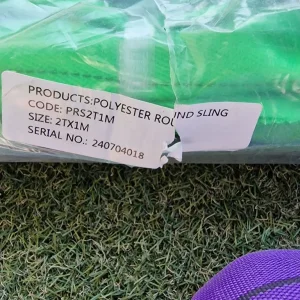 PRODUCTS:POLYESTER ROUND SLING
CODE: PRS2T1M
SIZE: 2TX1M
SERIAL NO.: 240704018